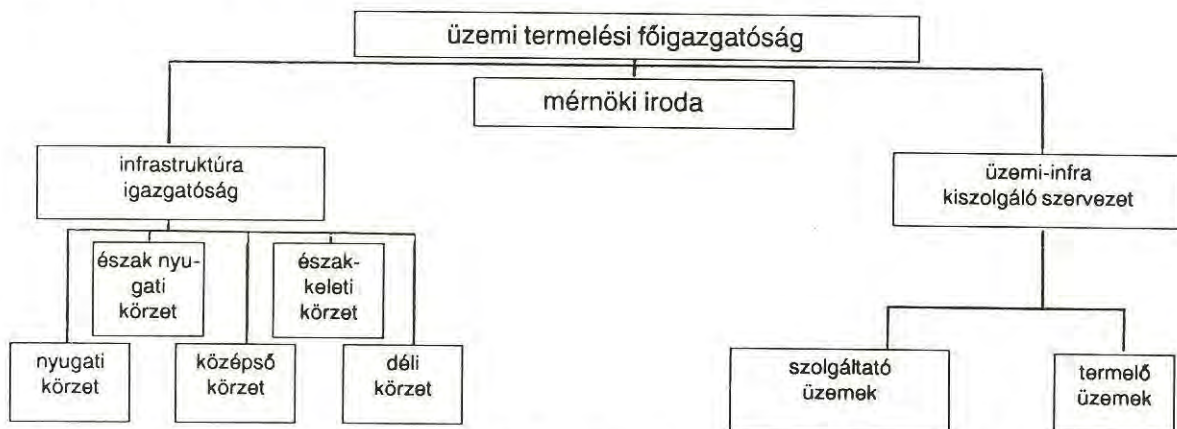 üzemi termelési főigazgatóság
mérnöki iroda
infrastruktúra
igazgatóság
üzemi-infra
kiszolgáló szervezet
észak nyu-
gati
körzet
észak-
keleti
körzet
nyugati
körzet
középső
körzet
déli
körzet
szolgáltató
üzemek
termelő
üzemek